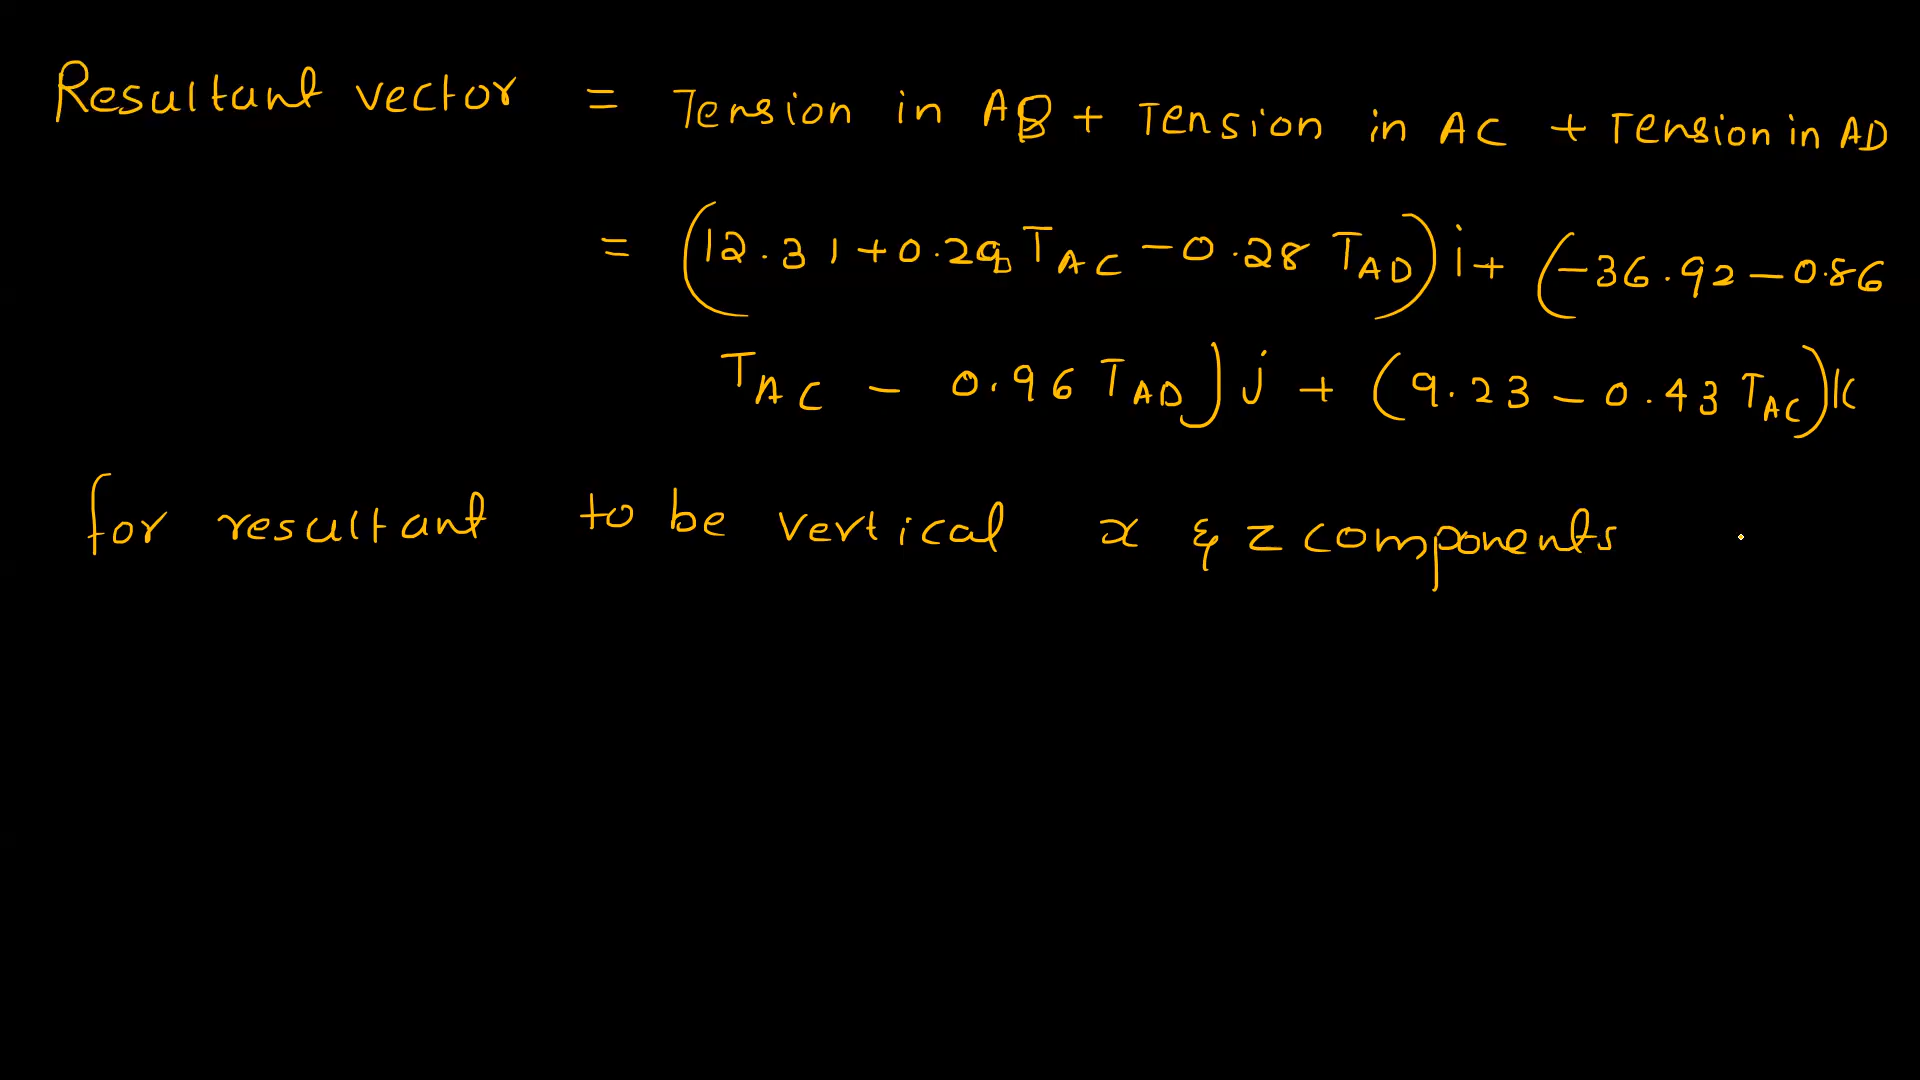 Resultant vector = Tension in AB + Tension in AC + Tension in AD
= (12.31 + 0.29 TAC - 0.28 TAD) i + (-36.92 - 0.86
TAC - 0.96 TAD) j + (9.23 - 0.43 TAC) k
for resultant to be vertical x & z components